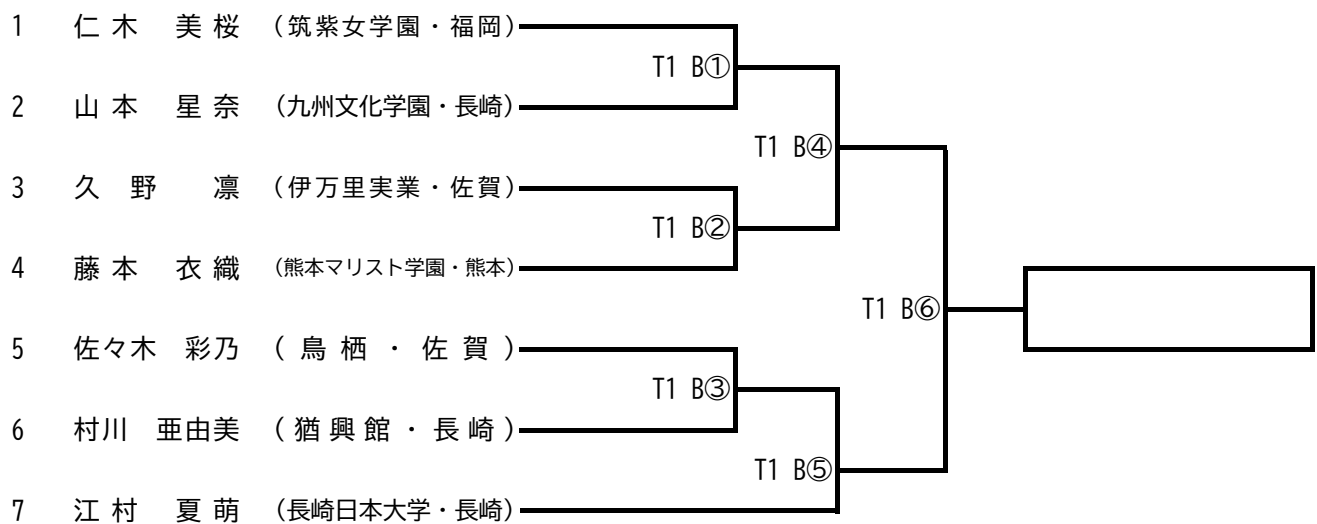 1 仁木 美桜 (筑紫女学園・福岡)
T1 B①
2 山本 星奈 (九州文化学園・長崎)
T1 B④
3 久野 凛 (伊万里実業・佐賀)
T1 B②
4 藤本 衣織 (熊本マリスト学園・熊本)
T1 B⑥
5 佐々木 彩乃 (鳥栖・佐賀)
T1 B③
6 村川 亜由美 (猶興館・長崎)
T1 B⑤
7 江村 夏萌 (長崎日本大学・長崎)